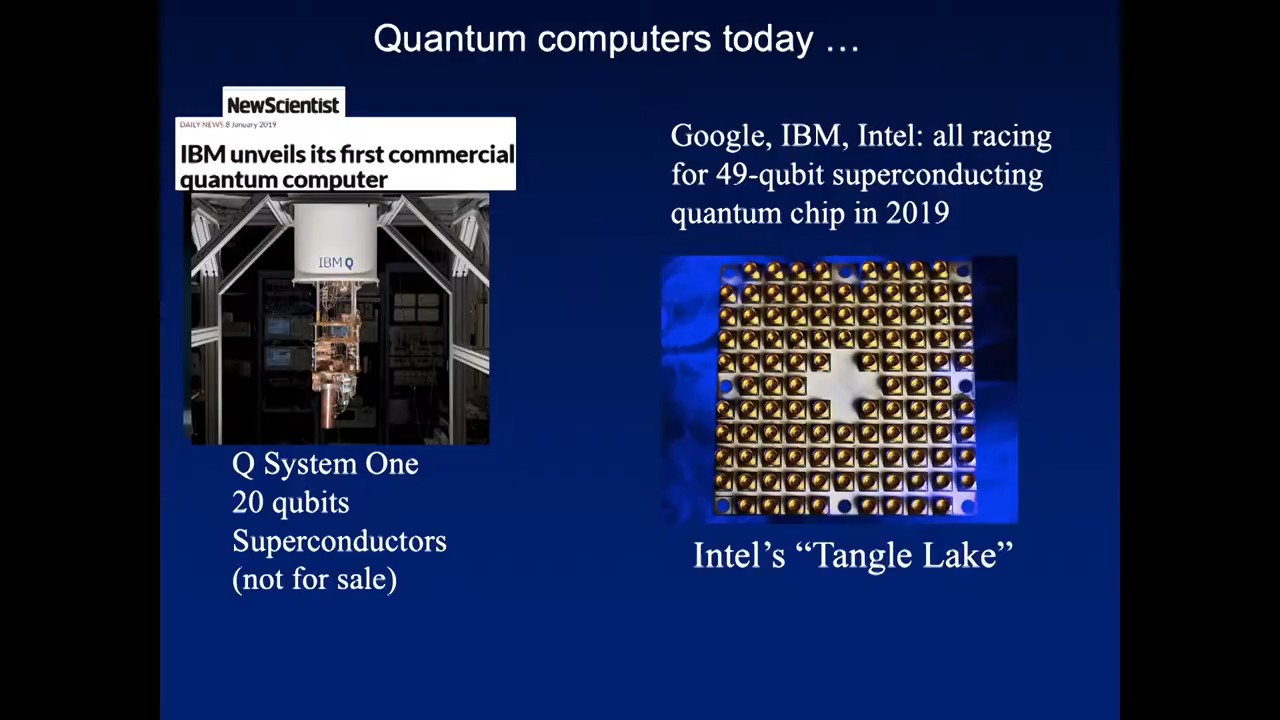 Quantum computers today …
NewScientist
DAILY NEWS 8 January 2019
IBM unveils its first commercial
quantum computer
IBM Q
Q System One
20 qubits
Superconductors
(not for sale)
Google, IBM, Intel: all racing
for 49-qubit superconducting
quantum chip in 2019
Intel’s “Tangle Lake”